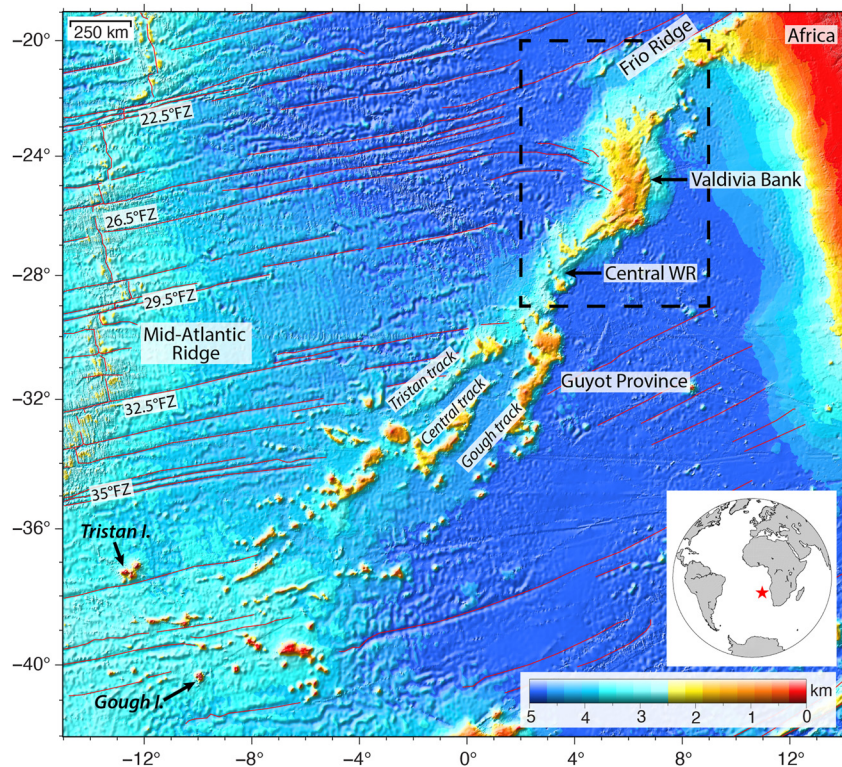 −20°
−24°
−28°
−32°
−36°
−40°
250 km
Africa
Frio Ridge
22.5°FZ
Valdivia Bank
26.5°FZ
Central WR
29.5°FZ
Mid-Atlantic
Ridge
Tristan track
Central track
Gough track
Guyot Province
32.5°FZ
35°FZ
Tristan I.
Gough I.
km
5 4 3 2 1 0
−12° −8° −4° 0° 4° 8° 12°